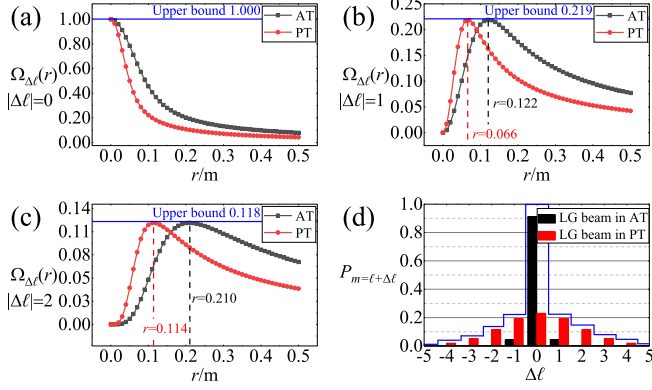 (a)
Upper bound 1.000
AT
PT
1.00
0.80
0.60
0.40
0.20
0.00
Ω_Δℓ(r)
|Δℓ|=0
0.0 0.1 0.2 0.3 0.4 0.5
r/m
(b)
Upper bound 0.219
AT
PT
0.25
0.20
0.15
0.10
0.05
0.00
Ω_Δℓ(r)
|Δℓ|=1
r=0.122
r=0.066
0.0 0.1 0.2 0.3 0.4 0.5
r/m
(c)
Upper bound 0.118
AT
PT
0.14
0.11
0.08
0.06
0.03
0.00
Ω_Δℓ(r)
|Δℓ|=2
r=0.210
r=0.114
0.0 0.1 0.2 0.3 0.4 0.5
r/m
(d)
LG beam in AT
LG beam in PT
1.0
0.8
0.6
0.4
0.2
0.0
P_m=ℓ+Δℓ
-5 -4 -3 -2 -1 0 1 2 3 4 5
Δℓ